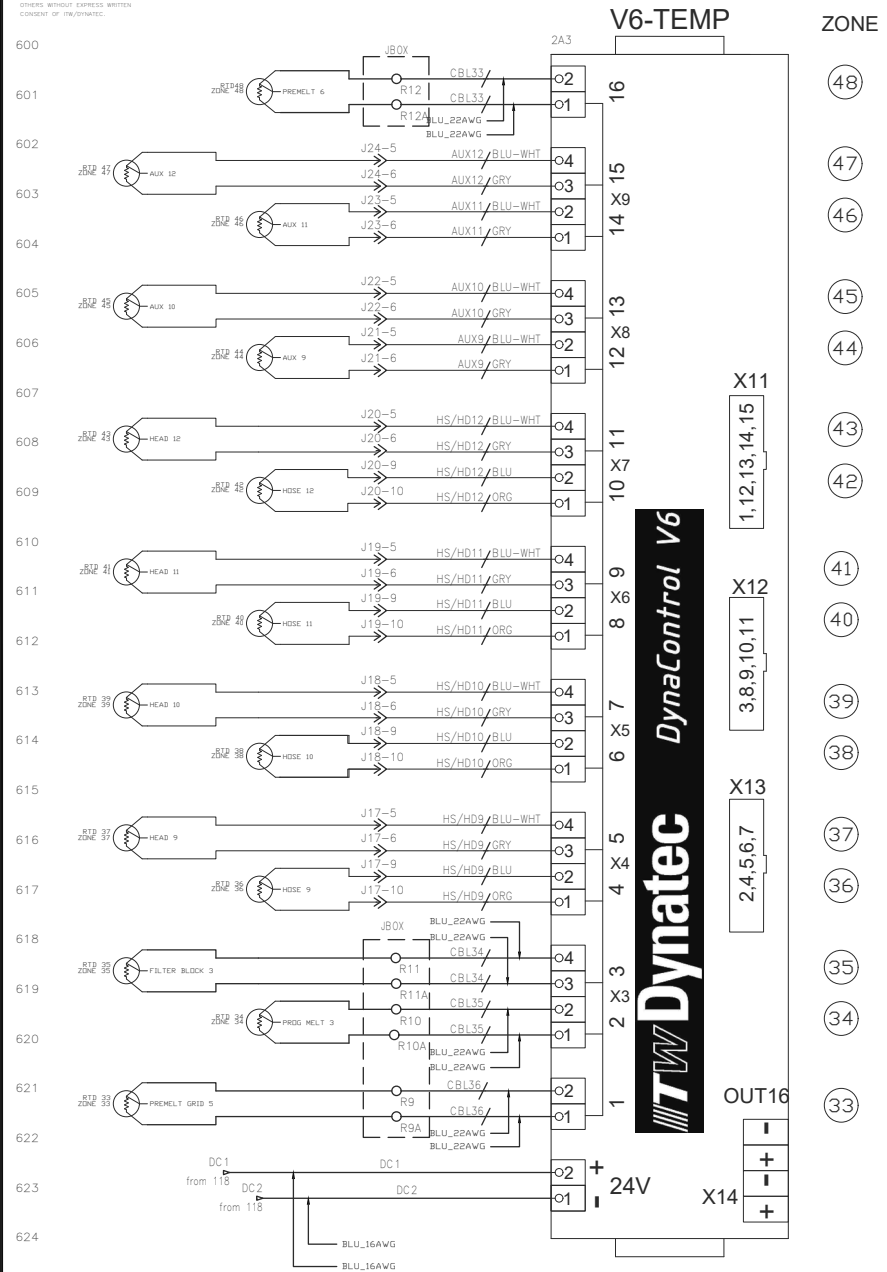 OTHERS WITHOUT EXPRESS WRITTEN
CONSENT OF ITW/DYNATEC.
V6-TEMP
ZONE
600
2A3
JBOX
RTD48
ZONE 48
PREMELT 6
R12
CBL33
2
601
R12A
CBL33
1
16
48
BLU_22AWG
BLU_22AWG
602
RTD 47
ZONE 47
AUX 12
J24-5
AUX12
BLU-WHT
4
15
47
603
J24-6
AUX12
GRY
3
X9
RTD 46
ZONE 46
AUX 11
J23-5
AUX11
BLU-WHT
2
14
46
604
J23-6
AUX11
GRY
1
605
RTD 45
ZONE 45
AUX 10
J22-5
AUX10
BLU-WHT
4
13
45
J22-6
AUX10
GRY
3
X8
606
RTD 44
ZONE 44
AUX 9
J21-5
AUX9
BLU-WHT
2
12
44
J21-6
AUX9
GRY
1
607
X11
1,12,13,14,15
608
RTD 43
ZONE 43
HEAD 12
J20-5
HS/HD12
BLU-WHT
4
11
43
J20-6
HS/HD12
GRY
3
X7
609
RTD 42
ZONE 42
HOSE 12
J20-9
HS/HD12
BLU
2
10
42
J20-10
HS/HD12
ORG
1
610
611
RTD 41
ZONE 41
HEAD 11
J19-5
HS/HD11
BLU-WHT
4
9
41
J19-6
HS/HD11
GRY
3
X6
X12
3,8,9,10,11
612
RTD 40
ZONE 40
HOSE 11
J19-9
HS/HD11
BLU
2
8
40
J19-10
HS/HD11
ORG
1
613
RTD 39
ZONE 39
HEAD 10
J18-5
HS/HD10
BLU-WHT
4
7
39
J18-6
HS/HD10
GRY
3
X5
614
RTD 38
ZONE 38
HOSE 10
J18-9
HS/HD10
BLU
2
6
38
J18-10
HS/HD10
ORG
1
615
X13
2,4,5,6,7
616
RTD 37
ZONE 37
HEAD 9
J17-5
HS/HD9
BLU-WHT
4
5
37
J17-6
HS/HD9
GRY
3
X4
617
RTD 36
ZONE 36
HOSE 9
J17-9
HS/HD9
BLU
2
4
36
J17-10
HS/HD9
ORG
1
ITW Dynatec DynaControl V6
618
JBOX
BLU_22AWG
BLU_22AWG
619
RTD 35
ZONE 35
FILTER BLOCK 3
R11
CBL34
4
3
35
R11A
CBL34
3
X3
620
RTD 34
ZONE 34
PROG MELT 3
R10
CBL35
2
2
34
R10A
CBL35
1
BLU_22AWG
BLU_22AWG
621
RTD 33
ZONE 33
PREMELT GRID 5
R9
CBL36
2
1
33
R9A
CBL36
1
622
BLU_22AWG
BLU_22AWG
OUT16
-
+
-
+
X14
623
DC1
from 118
DC1
2
+
24V
DC2
from 118
DC2
1
-
624
BLU_16AWG
BLU_16AWG